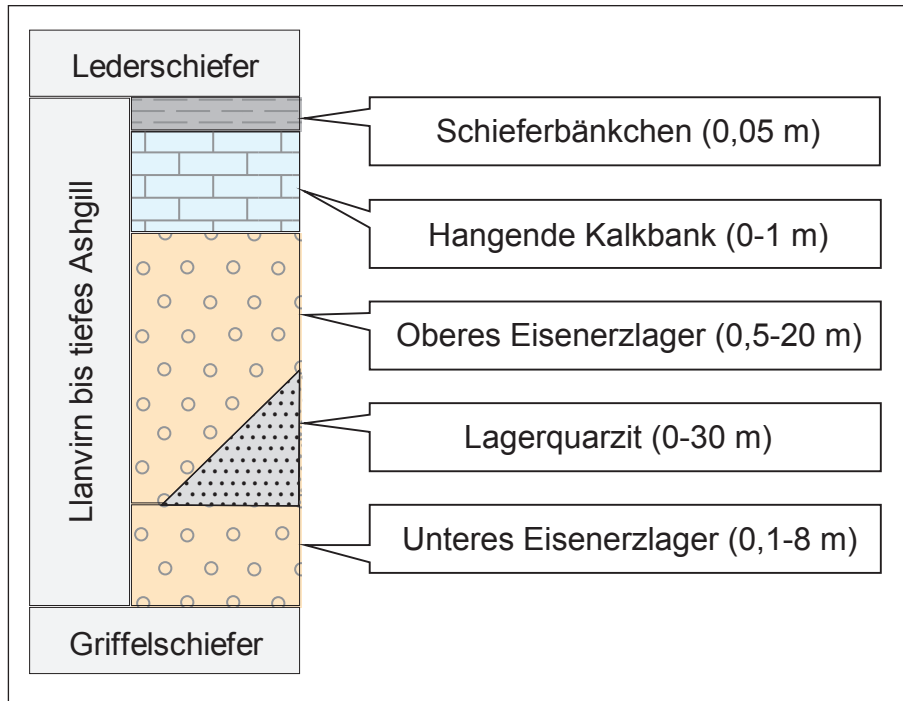 Lederschiefer
Llanvirn bis tiefes Ashgill
Schieferbänkchen (0,05 m)
Hangende Kalkbank (0-1 m)
Oberes Eisenerzlager (0,5-20 m)
Lagerquarzit (0-30 m)
Unteres Eisenerzlager (0,1-8 m)
Griffelschiefer